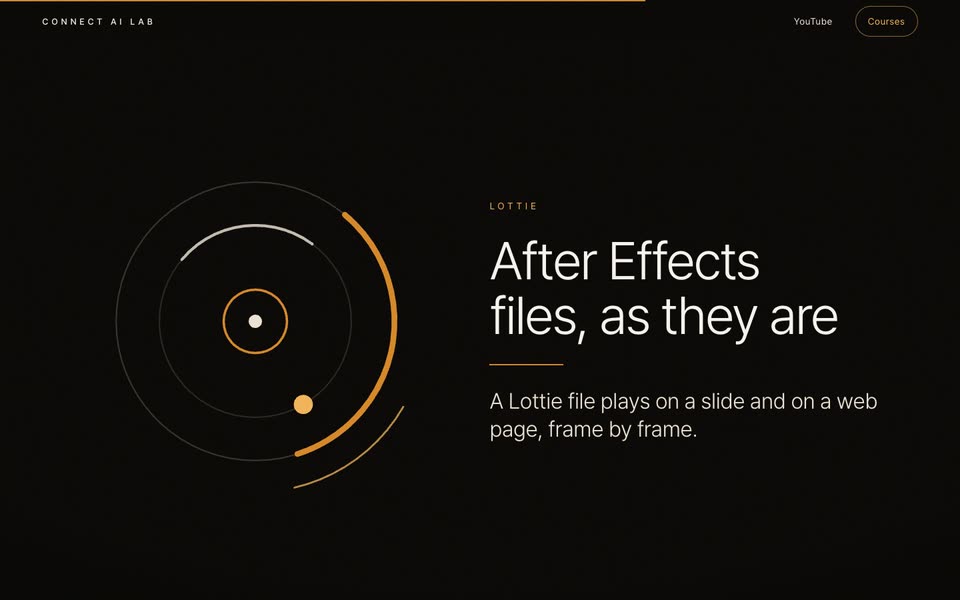 CONNECT AI LAB
YouTube
Courses
LOTTIE
After Effects
files, as they are
A Lottie file plays on a slide and on a web
page, frame by frame.